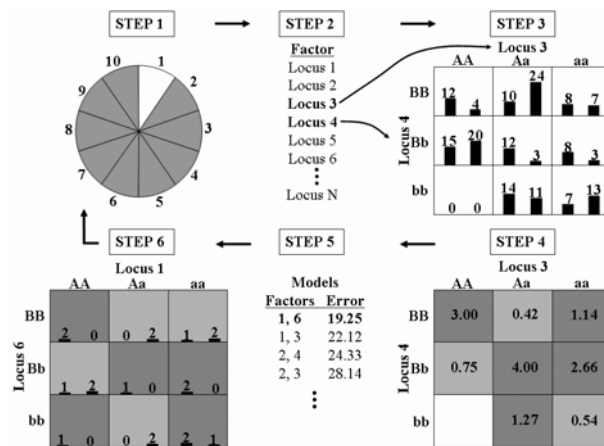 STEP 1
STEP 2
STEP 3
10 1
9 2
8 3
7 4
6 5
Factor
Locus 1
Locus 2
Locus 3
Locus 4
Locus 5
Locus 6
Locus N
Locus 3
AA Aa aa
Locus 4
BB 12 4 10 24 8 7
Bb 15 20 12 3 8 3
bb 0 0 14 11 7 13
STEP 6
STEP 5
STEP 4
Locus 1
AA Aa aa
Locus 6
BB 2 0 0 2 1 2
Bb 1 2 1 0 2 0
bb 1 0 0 2 2 1
Models
Factors Error
1, 6 19.25
1, 3 22.12
2, 4 24.33
2, 3 28.14
Locus 3
AA Aa aa
Locus 4
BB 3.00 0.42 1.14
Bb 0.75 4.00 2.66
bb 1.27 0.54